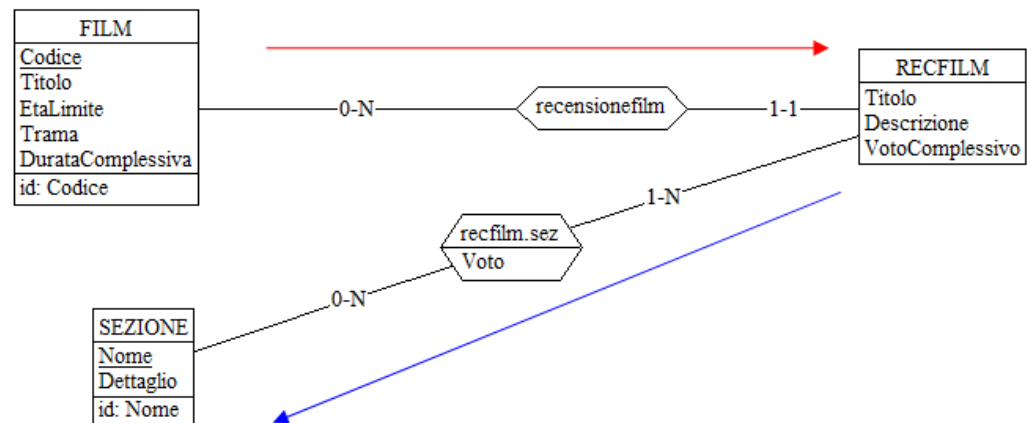 FILM
Codice
Titolo
EtaLimite
Trama
DurataComplessiva
id: Codice
0-N
recensionefilm
1-1
RECFILM
Titolo
Descrizione
VotoComplessivo
1-N
recfilm.sez
Voto
0-N
SEZIONE
Nome
Dettaglio
id: Nome